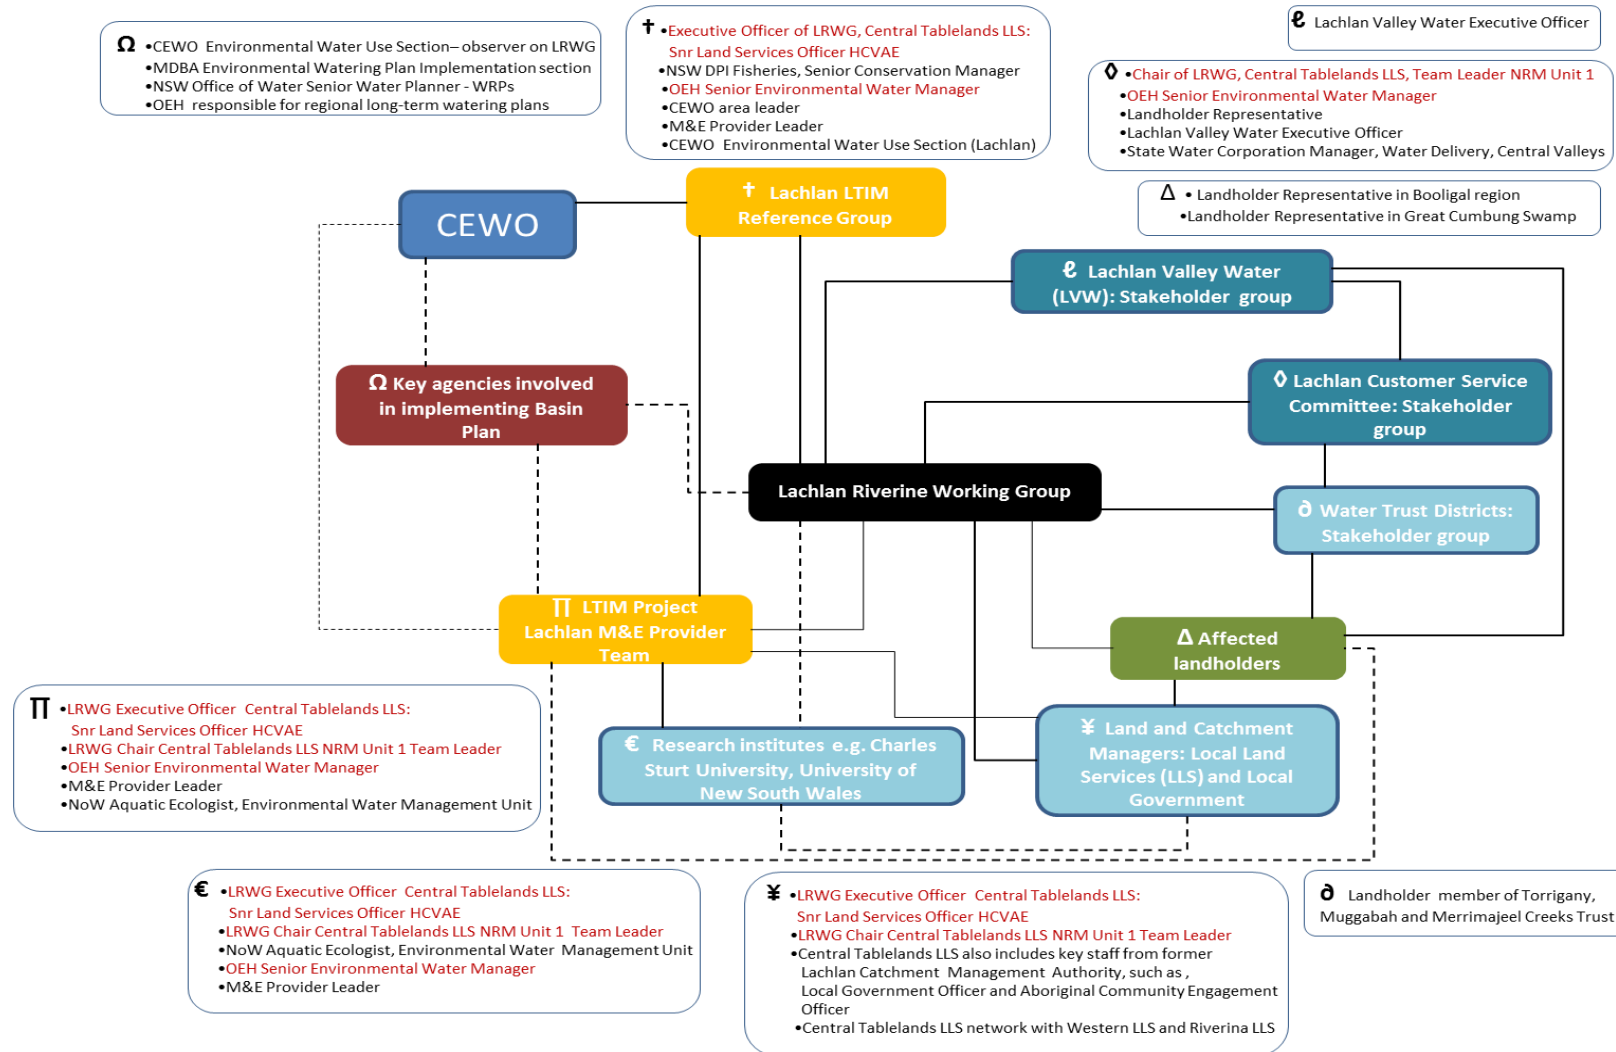 Ω •CEWO Environmental Water Use Section– observer on LRWG
•MDBA Environmental Watering Plan Implementation section
•NSW Office of Water Senior Water Planner - WRPs
•OEH responsible for regional long-term watering plans
† •Executive Officer of LRWG, Central Tablelands LLS:
Snr Land Services Officer HCVAE
•NSW DPI Fisheries, Senior Conservation Manager
•OEH Senior Environmental Water Manager
•CEWO area leader
•M&E Provider Leader
•CEWO Environmental Water Use Section (Lachlan)
ℓ Lachlan Valley Water Executive Officer
◊ •Chair of LRWG, Central Tablelands LLS, Team Leader NRM Unit 1
•OEH Senior Environmental Water Manager
•Landholder Representative
•Lachlan Valley Water Executive Officer
•State Water Corporation Manager, Water Delivery, Central Valleys
Δ • Landholder Representative in Booligal region
•Landholder Representative in Great Cumbung Swamp
CEWO
† Lachlan LTIM
Reference Group
ℓ Lachlan Valley Water
(LVW): Stakeholder group
Ω Key agencies involved
in implementing Basin
Plan
◊ Lachlan Customer Service
Committee: Stakeholder
group
Lachlan Riverine Working Group
∂ Water Trust Districts:
Stakeholder group
∏ LTIM Project
Lachlan M&E Provider
Team
Δ Affected
landholders
€ Research institutes e.g. Charles
Sturt University, University of
New South Wales
¥ Land and Catchment
Managers: Local Land
Services (LLS) and Local
Government
∏ •LRWG Executive Officer Central Tablelands LLS:
Snr Land Services Officer HCVAE
•LRWG Chair Central Tablelands LLS NRM Unit 1 Team Leader
•OEH Senior Environmental Water Manager
•M&E Provider Leader
•NoW Aquatic Ecologist, Environmental Water Management Unit
€ •LRWG Executive Officer Central Tablelands LLS:
Snr Land Services Officer HCVAE
•LRWG Chair Central Tablelands LLS NRM Unit 1 Team Leader
•NoW Aquatic Ecologist, Environmental Water Management Unit
•OEH Senior Environmental Water Manager
•M&E Provider Leader
¥ •LRWG Executive Officer Central Tablelands LLS:
Snr Land Services Officer HCVAE
•LRWG Chair Central Tablelands LLS NRM Unit 1 Team Leader
•Central Tablelands LLS also includes key staff from former
Lachlan Catchment Management Authority, such as ,
Local Government Officer and Aboriginal Community Engagement
Officer
•Central Tablelands LLS network with Western LLS and Riverina LLS
∂ Landholder member of Torrigany,
Muggabah and Merrimajeel Creeks Trust